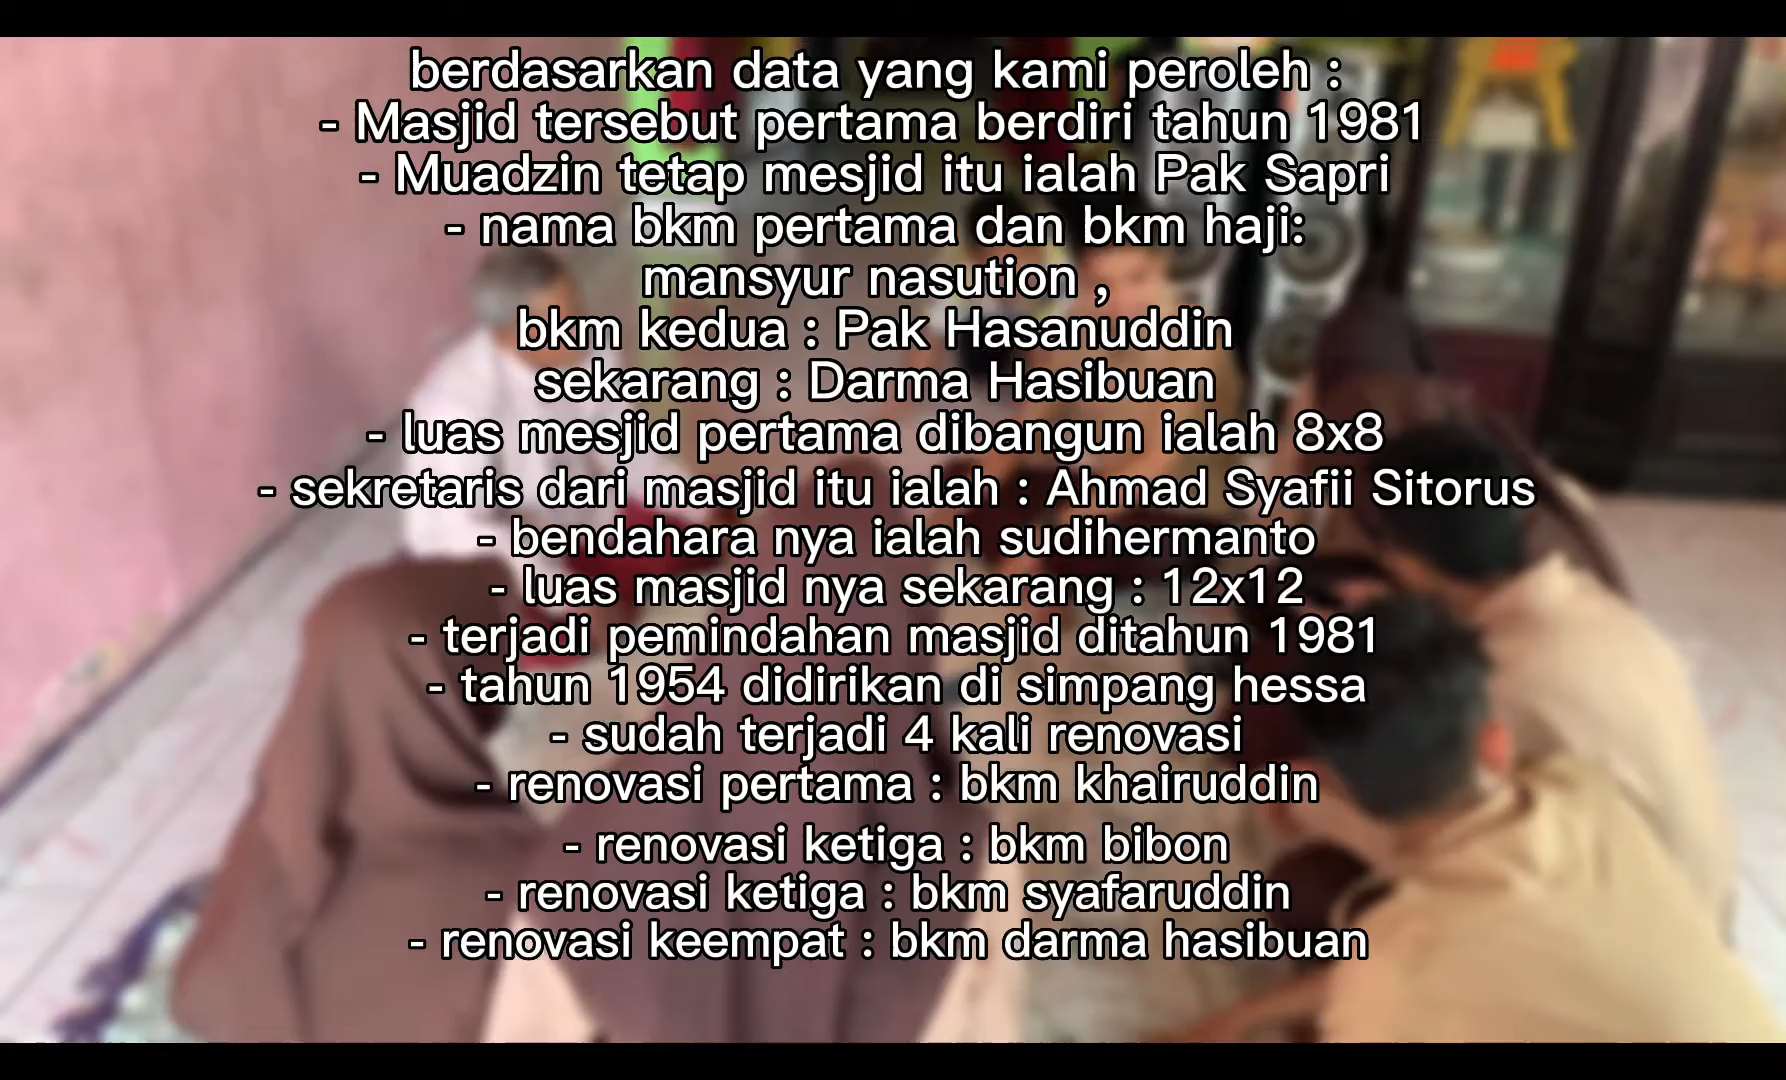 berdasarkan data yang kami peroleh :
- Masjid tersebut pertama berdiri tahun 1981
- Muadzin tetap mesjid itu ialah Pak Sapri
- nama bkm pertama dan bkm haji:
mansyur nasution ,
bkm kedua : Pak Hasanuddin
sekarang : Darma Hasibuan
- luas mesjid pertama dibangun ialah 8x8
- sekretaris dari masjid itu ialah : Ahmad Syafii Sitorus
- bendahara nya ialah sudihermanto
- luas masjid nya sekarang : 12x12
- terjadi pemindahan masjid ditahun 1981
- tahun 1954 didirikan di simpang hessa
- sudah terjadi 4 kali renovasi
- renovasi pertama : bkm khairuddin
- renovasi ketiga : bkm bibon
- renovasi ketiga : bkm syafaruddin
- renovasi keempat : bkm darma hasibuan